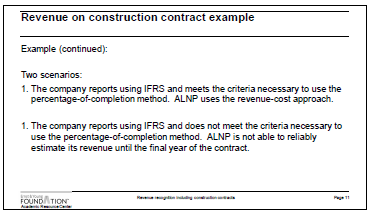 Revenue on construction contract example
Example (continued):
Two scenarios:
1. The company reports using IFRS and meets the criteria necessary to use the
percentage-of-completion method. ALNP uses the revenue-cost approach.
1. The company reports using IFRS and does not meet the criteria necessary to
use the percentage-of-completion method. ALNP is not able to reliably
estimate its revenue until the final year of the contract.
Ernst & Young
FOUNDATION
Academic Resource Center
Revenue recognition including construction contracts
Page 11